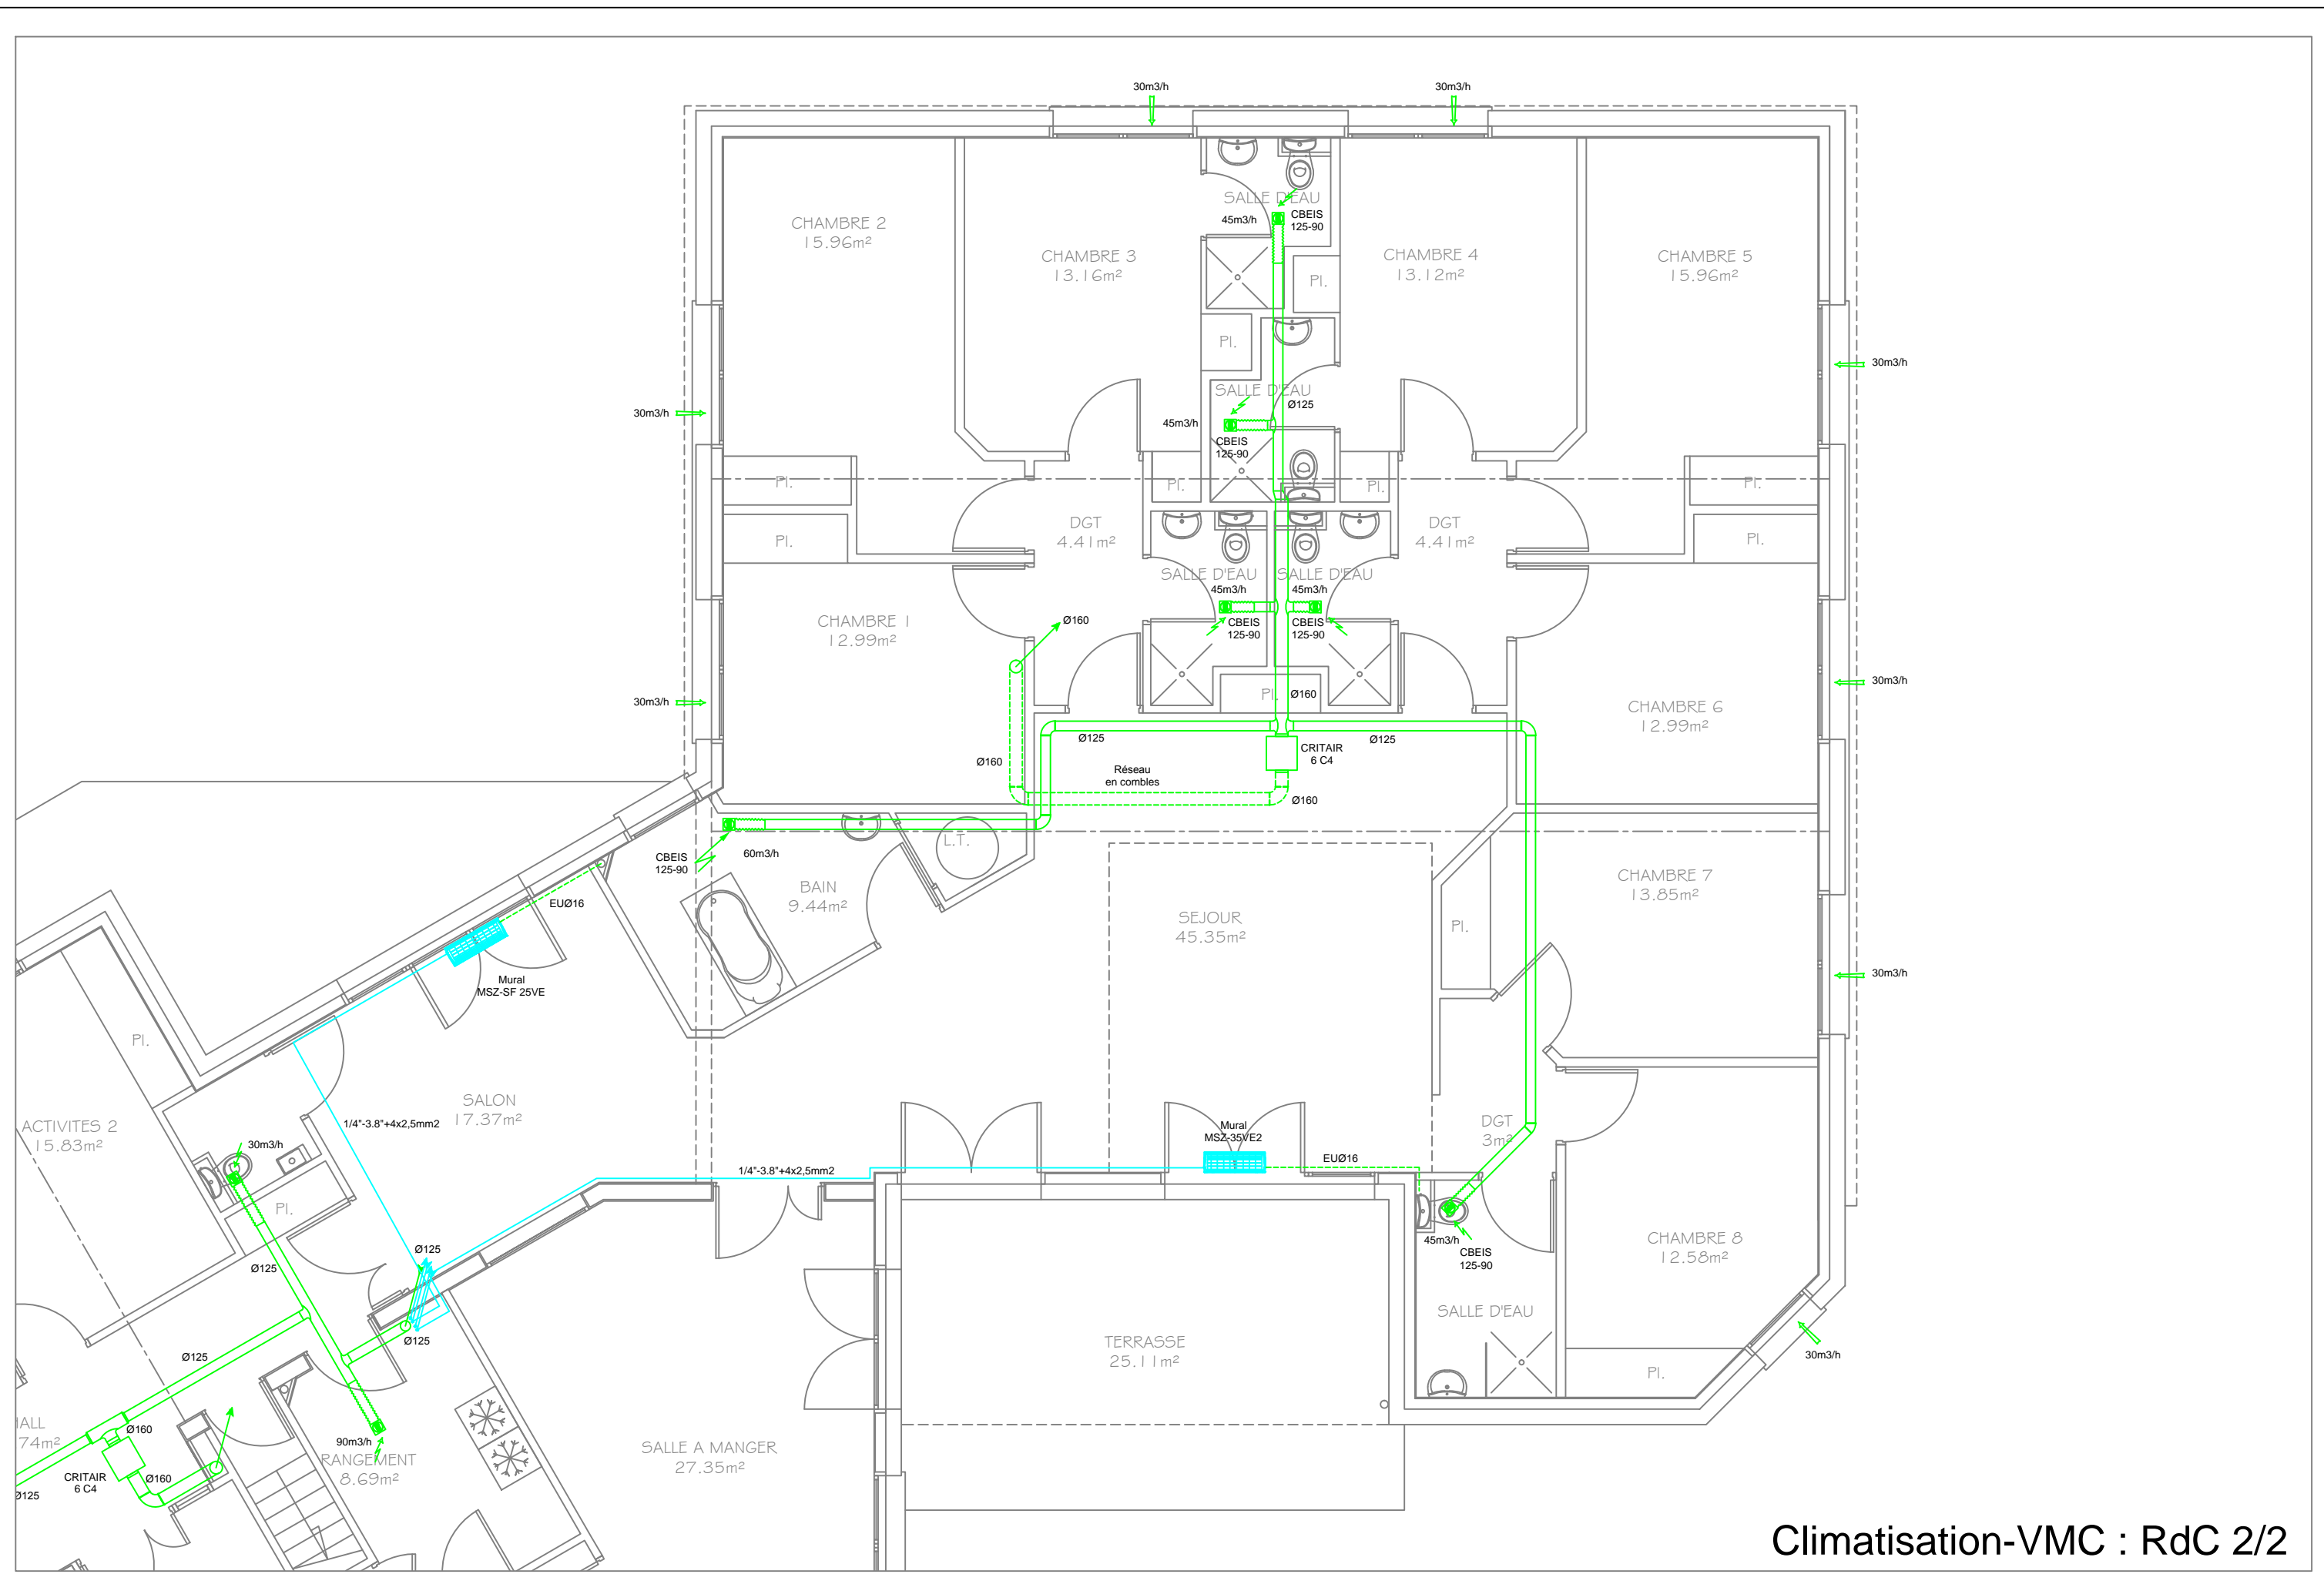 30m3/h
30m3/h
SALLE D'EAU
45m3/h
CBEIS
125-90
CHAMBRE 2
15.96m²
CHAMBRE 3
13.16m²
CHAMBRE 4
13.12m²
CHAMBRE 5
15.96m²
Pl.
Pl.
30m3/h
30m3/h
SALLE D'EAU
Ø125
45m3/h
CBEIS
125-90
Pl.
Pl.
Pl.
Pl.
DGT
4.41m²
DGT
4.41m²
Pl.
Pl.
SALLE D'EAU
SALLE D'EAU
45m3/h
45m3/h
CBEIS
125-90
CBEIS
125-90
CHAMBRE 1
12.99m²
Ø160
30m3/h
Pl.
Ø160
CHAMBRE 6
12.99m²
30m3/h
Ø125
Ø125
CRITAIR
6 C4
Ø160
Réseau
en combles
Ø160
L.T.
CBEIS
125-90
60m3/h
BAIN
9.44m²
CHAMBRE 7
13.85m²
EUØ16
SEJOUR
45.35m²
Pl.
30m3/h
Mural
MSZ-SF 25VE
Pl.
SALON
17.37m²
ACTIVITES 2
15.83m²
1/4"-3.8"+4x2,5mm2
30m3/h
Mural
MSZ-35VE2
DGT
3m²
EUØ16
1/4"-3.8"+4x2,5mm2
Pl.
45m3/h
CBEIS
125-90
CHAMBRE 8
12.58m²
Ø125
Ø125
SALLE D'EAU
Ø125
Ø125
TERRASSE
25.11m²
30m3/h
Pl.
HALL
74m²
Ø160
90m3/h
RANGEMENT
8.69m²
SALLE A MANGER
27.35m²
CRITAIR
6 C4
Ø160
Ø125
Climatisation-VMC : RdC 2/2